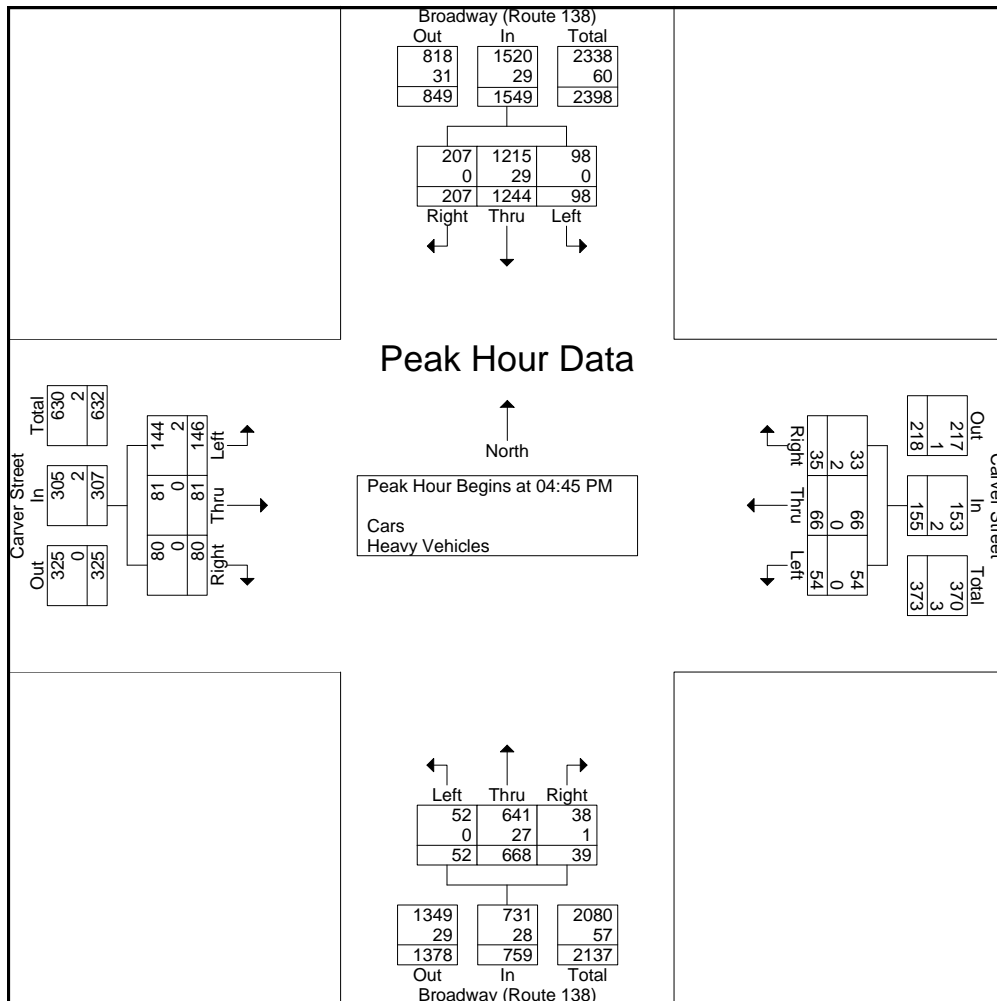 Broadway (Route 138)
Out In Total
818 1520 2338
31 29 60
849 1549 2398
207 1215 98
0 29 0
207 1244 98
Right Thru Left
Peak Hour Data
North
Peak Hour Begins at 04:45 PM
Cars
Heavy Vehicles
Carver Street
Out In Total
325 305 630
0 2 2
325 307 632
80 81 144
0 0 2
80 81 146
Right Thru Left
Carver Street
Out In Total
217 153 370
1 2 3
218 155 373
33 66 54
2 0 0
35 66 54
Right Thru Left
Left Thru Right
52 641 38
0 27 1
52 668 39
1349 731 2080
29 28 57
1378 759 2137
Out In Total
Broadway (Route 138)